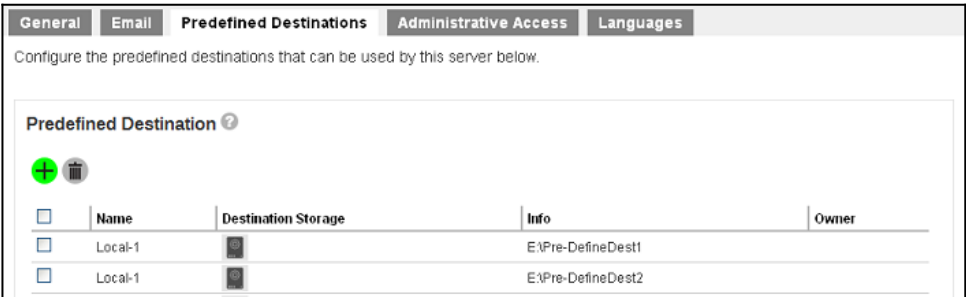 General Email Predefined Destinations Administrative Access Languages
Configure the predefined destinations that can be used by this server below.
Predefined Destination ?
Name Destination Storage Info Owner
Local-1 E:\Pre-DefineDest1
Local-1 E:\Pre-DefineDest2